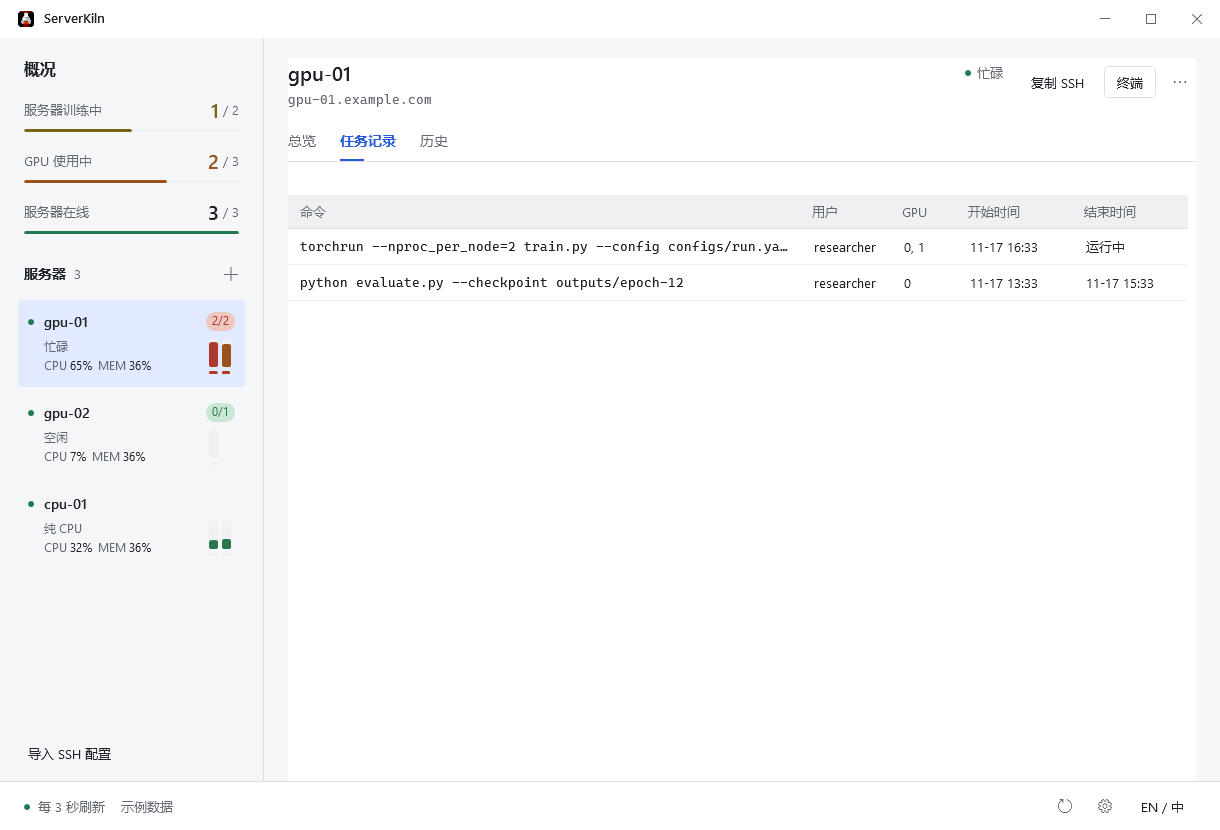 ServerKiln
概况
服务器训练中 1 / 2
GPU 使用中 2 / 3
服务器在线 3 / 3
服务器 3
gpu-01 2/2
忙碌
CPU 65% MEM 36%
gpu-02 0/1
空闲
CPU 7% MEM 36%
cpu-01
纯 CPU
CPU 32% MEM 36%
导入 SSH 配置
gpu-01
gpu-01.example.com
忙碌 复制 SSH 终端 ···
总览 任务记录 历史
命令 用户 GPU 开始时间 结束时间
torchrun --nproc_per_node=2 train.py --config configs/run.ya… researcher 0, 1 11-17 16:33 运行中
python evaluate.py --checkpoint outputs/epoch-12 researcher 0 11-17 13:33 11-17 15:33
每 3 秒刷新 示例数据 EN / 中